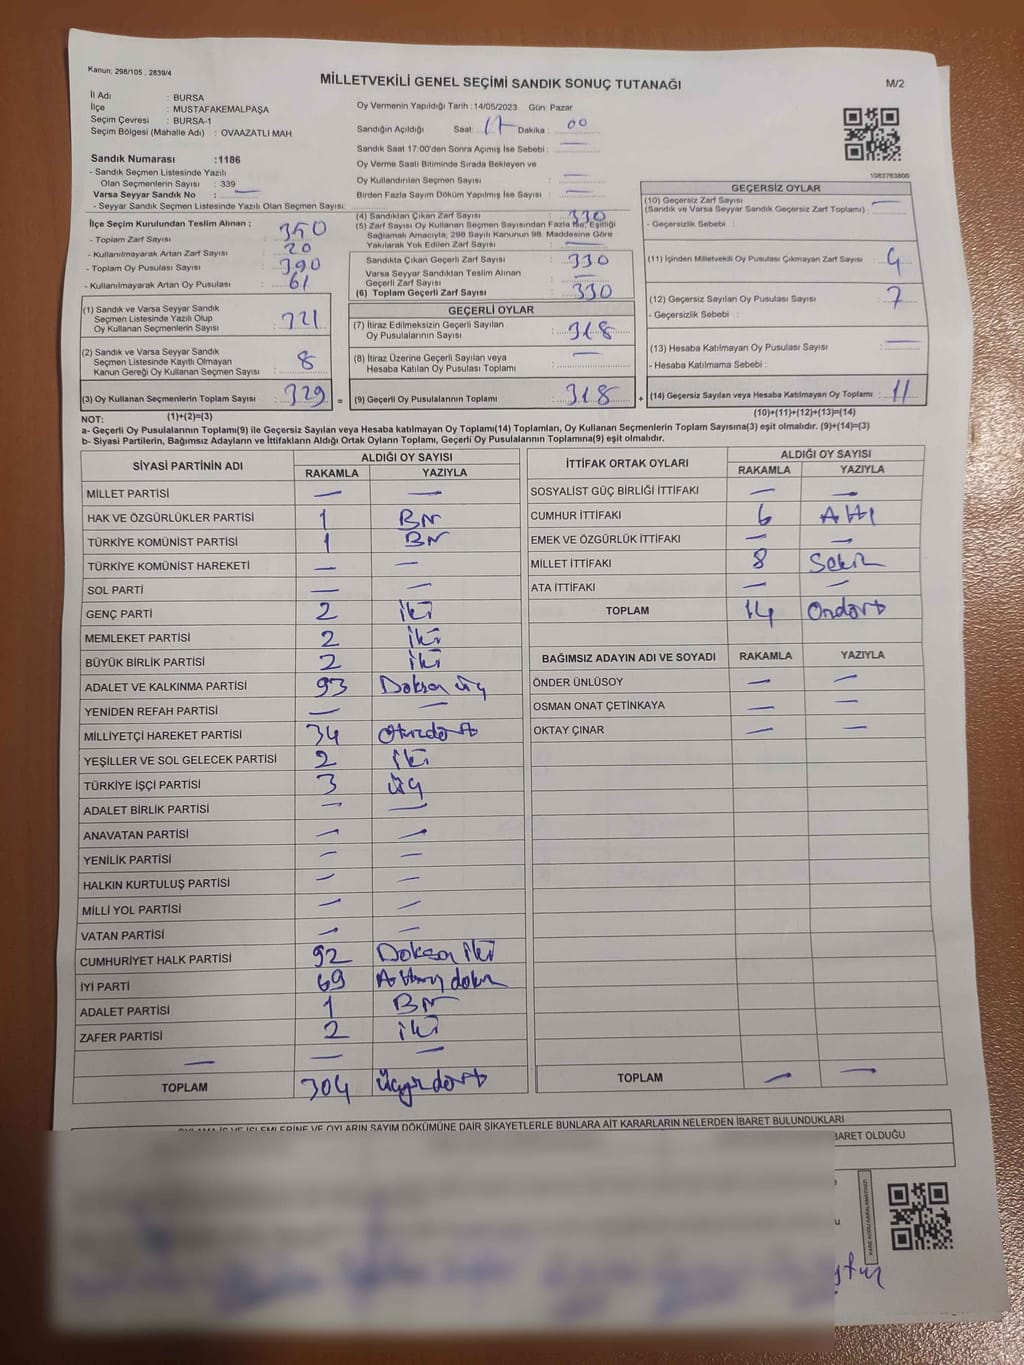 Kanun; 298/105 , 2839/4
MİLLETVEKİLİ GENEL SEÇİMİ SANDIK SONUÇ TUTANAĞI
M/2
İl Adı : BURSA
İlçe : MUSTAFAKEMALPAŞA
Seçim Çevresi : BURSA-1
Seçim Bölgesi (Mahalle Adı) : OVAAZATLI MAH.
Sandık Numarası :1186
- Sandık Seçmen Listesinde Yazılı
Olan Seçmenlerin Sayısı : 339
Varsa Seyyar Sandık No : —
- Seyyar Sandık Seçmen Listesinde Yazılı Olan Seçmen Sayısı:
Oy Vermenin Yapıldığı Tarih :14/05/2023 Gün: Pazar
Sandığın Açıldığı Saat: 17 Dakika : 00
Sandık Saat 17:00'den Sonra Açılmış İse Sebebi : —
Oy Verme Saati Bitiminde Sırada Bekleyen ve
Oy Kullandırılan Seçmen Sayısı : —
Birden Fazla Sayım Döküm Yapılmış İse Sayısı : —
1083783800
İlçe Seçim Kurulundan Teslim Alınan ;
- Toplam Zarf Sayısı : 350
- Kullanılmayarak Artan Zarf Sayısı : 20
- Toplam Oy Pusulası Sayısı : 390
- Kullanılmayarak Artan Oy Pusulası : 61
(1) Sandık ve Varsa Seyyar Sandık
Seçmen Listesinde Yazılı Olup
Oy Kullanan Seçmenlerin Sayısı : 321
(2) Sandık ve Varsa Seyyar Sandık
Seçmen Listesinde Kayıtlı Olmayan
Kanun Gereği Oy Kullanan Seçmen Sayısı : 8
(3) Oy Kullanan Seçmenlerin Toplam Sayısı : 329
(4) Sandıktan Çıkan Zarf Sayısı : 330
(5) Zarf Sayısı Oy Kullanan Seçmen Sayısından Fazla İse, Eşitliği
Sağlamak Amacıyla, 298 Sayılı Kanunun 98. Maddesine Göre
Yakılarak Yok Edilen Zarf Sayısı : —
Sandıkta Çıkan Geçerli Zarf Sayısı : 330
Varsa Seyyar Sandıktan Teslim Alınan
Geçerli Zarf Sayısı : —
(6) Toplam Geçerli Zarf Sayısı : 330
GEÇERLİ OYLAR
(7) İtiraz Edilmeksizin Geçerli Sayılan
Oy Pusulalarının Sayısı : 318
(8) İtiraz Üzerine Geçerli Sayılan veya
Hesaba Katılan Oy Pusulası Toplamı : —
= (9) Geçerli Oy Pusulalarının Toplamı : 318 +
GEÇERSİZ OYLAR
(10) Geçersiz Zarf Sayısı
(Sandık ve Varsa Seyyar Sandık Geçersiz Zarf Toplamı) : —
- Geçersizlik Sebebi :
(11) İçinden Milletvekili Oy Pusulası Çıkmayan Zarf Sayısı : 4
(12) Geçersiz Sayılan Oy Pusulası Sayısı : 7
- Geçersizlik Sebebi :
(13) Hesaba Katılmayan Oy Pusulası Sayısı : —
- Hesaba Katılmama Sebebi :
(14) Geçersiz Sayılan veya Hesaba Katılmayan Oy Toplamı : 11
NOT: (1)+(2)=(3) (10)+(11)+(12)+(13)=(14)
a- Geçerli Oy Pusulalarının Toplamı(9) ile Geçersiz Sayılan veya Hesaba katılmayan Oy Toplamı(14) Toplamları, Oy Kullanan Seçmenlerin Toplam Sayısına(3) eşit olmalıdır. (9)+(14)=(3)
b- Siyasi Partilerin, Bağımsız Adayların ve İttifakların Aldığı Ortak Oyların Toplamı, Geçerli Oy Pusulalarının Toplamına(9) eşit olmalıdır.
SİYASİ PARTİNİN ADI ALDIĞI OY SAYISI
RAKAMLA YAZIYLA
MİLLET PARTİSİ — —
HAK VE ÖZGÜRLÜKLER PARTİSİ 1 Bir
TÜRKİYE KOMÜNİST PARTİSİ 1 Bir
TÜRKİYE KOMÜNİST HAREKETİ — —
SOL PARTİ — —
GENÇ PARTİ 2 iki
MEMLEKET PARTİSİ 2 iki
BÜYÜK BİRLİK PARTİSİ 2 iki
ADALET VE KALKINMA PARTİSİ 93 Doksan üç
YENİDEN REFAH PARTİSİ — —
MİLLİYETÇİ HAREKET PARTİSİ 34 Otuzdört
YEŞİLLER VE SOL GELECEK PARTİSİ 2 iki
TÜRKİYE İŞÇİ PARTİSİ 3 üç
ADALET BİRLİK PARTİSİ — —
ANAVATAN PARTİSİ — —
YENİLİK PARTİSİ — —
HALKIN KURTULUŞ PARTİSİ — —
MİLLİ YOL PARTİSİ — —
VATAN PARTİSİ — —
CUMHURİYET HALK PARTİSİ 92 Doksan iki
İYİ PARTİ 69 Altmış dokuz
ADALET PARTİSİ 1 Bir
ZAFER PARTİSİ 2 iki
— — —
TOPLAM 304 Üçyüzdört
İTTİFAK ORTAK OYLARI ALDIĞI OY SAYISI
RAKAMLA YAZIYLA
SOSYALİST GÜÇ BİRLİĞİ İTTİFAKI — —
CUMHUR İTTİFAKI 6 Altı
EMEK VE ÖZGÜRLÜK İTTİFAKI — —
MİLLET İTTİFAKI 8 Sekiz
ATA İTTİFAKI — —
TOPLAM 14 Ondört
BAĞIMSIZ ADAYIN ADI VE SOYADI RAKAMLA YAZIYLA
ÖNDER ÜNLÜSOY — —
OSMAN ONAT ÇETİNKAYA — —
OKTAY ÇINAR — —
TOPLAM — —
OYLAMA İŞ VE İŞLEMLERİNE VE OYLARIN SAYIM DÖKÜMÜNE DAİR ŞİKAYETLERLE BUNLARA AİT KARARLARIN NELERDEN İBARET BULUNDUKLARI
BARET OLDUĞU